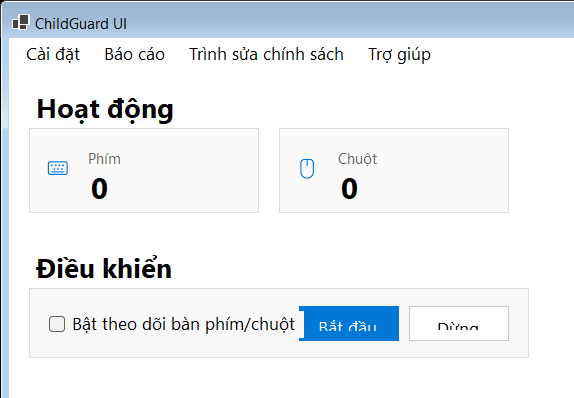 ChildGuard UI
Cài đặt Báo cáo Trình sửa chính sách Trợ giúp
Hoạt động
Phím Chuột
0 0
Điều khiển
Bật theo dõi bàn phím/chuột Bắt đầu Dừng